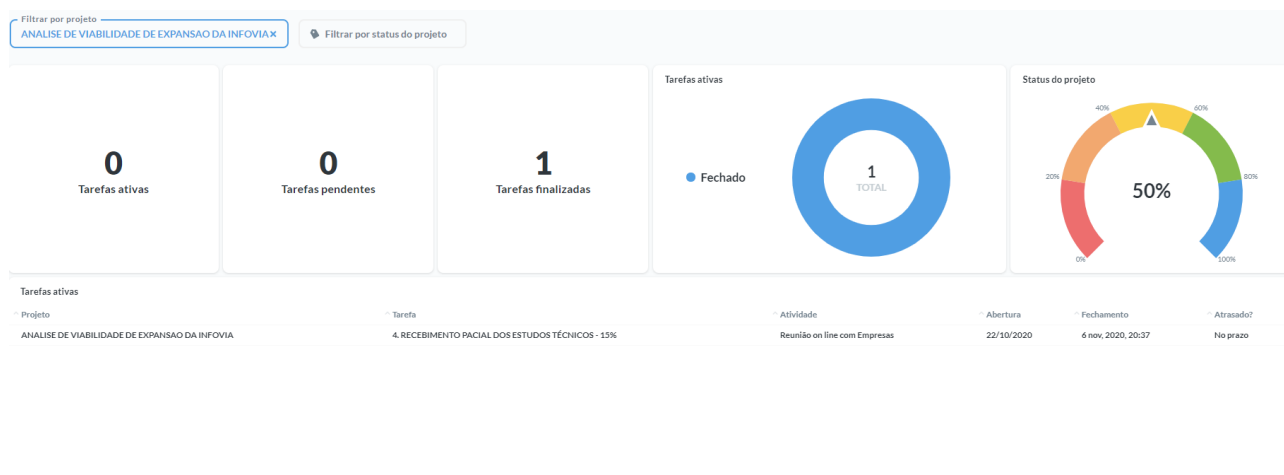 Filtrar por projeto
ANALISE DE VIABILIDADE DE EXPANSAO DA INFOVIA ×
Filtrar por status do projeto
0
Tarefas ativas
0
Tarefas pendentes
1
Tarefas finalizadas
Tarefas ativas
Fechado
1
TOTAL
Status do projeto
0%
20%
40%
60%
80%
100%
50%
Tarefas ativas
Projeto Tarefa Atividade Abertura Fechamento Atrasado?
ANALISE DE VIABILIDADE DE EXPANSAO DA INFOVIA 4. RECEBIMENTO PACIAL DOS ESTUDOS TÉCNICOS - 15% Reunião on line com Empresas 22/10/2020 6 nov, 2020, 20:37 No prazo